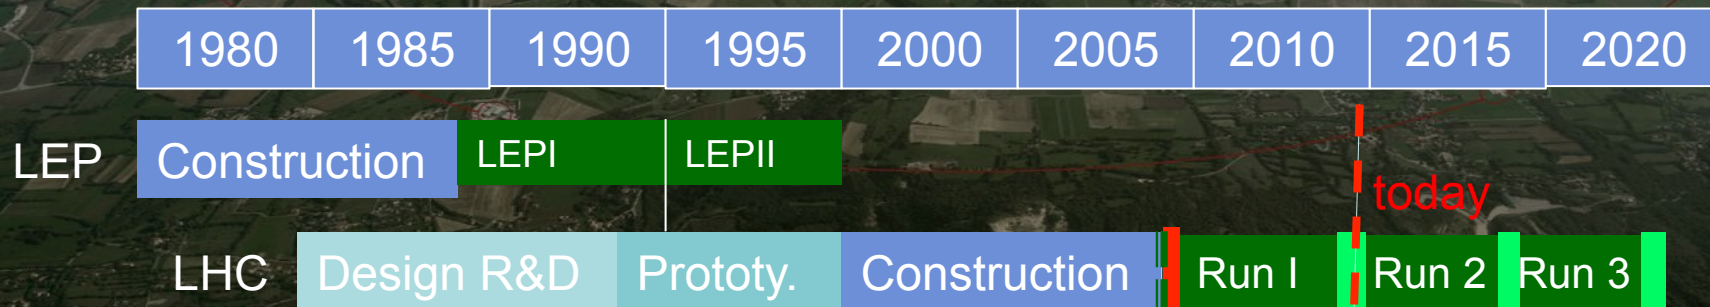 1980 1985 1990 1995 2000 2005 2010 2015 2020
LEP Construction LEPI LEPII
today
LHC Design R&D Prototy. Construction Run I Run 2 Run 3